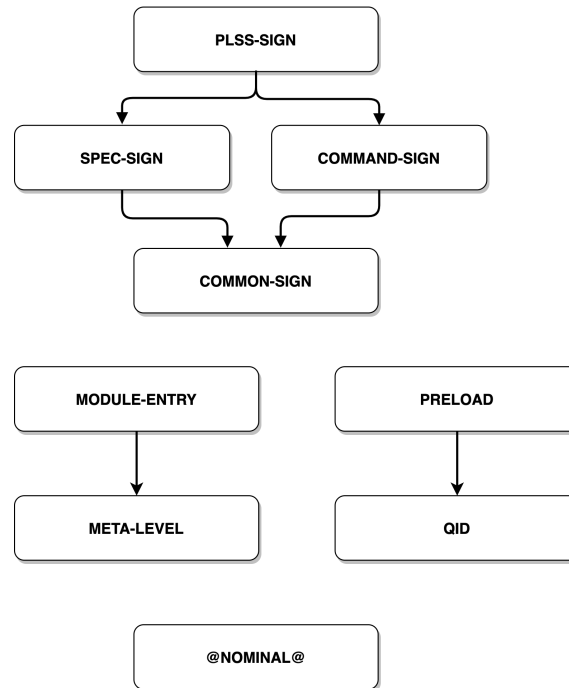 PLSS-SIGN
SPEC-SIGN
COMMAND-SIGN
COMMON-SIGN
MODULE-ENTRY
PRELOAD
META-LEVEL
QID
@NOMINAL@